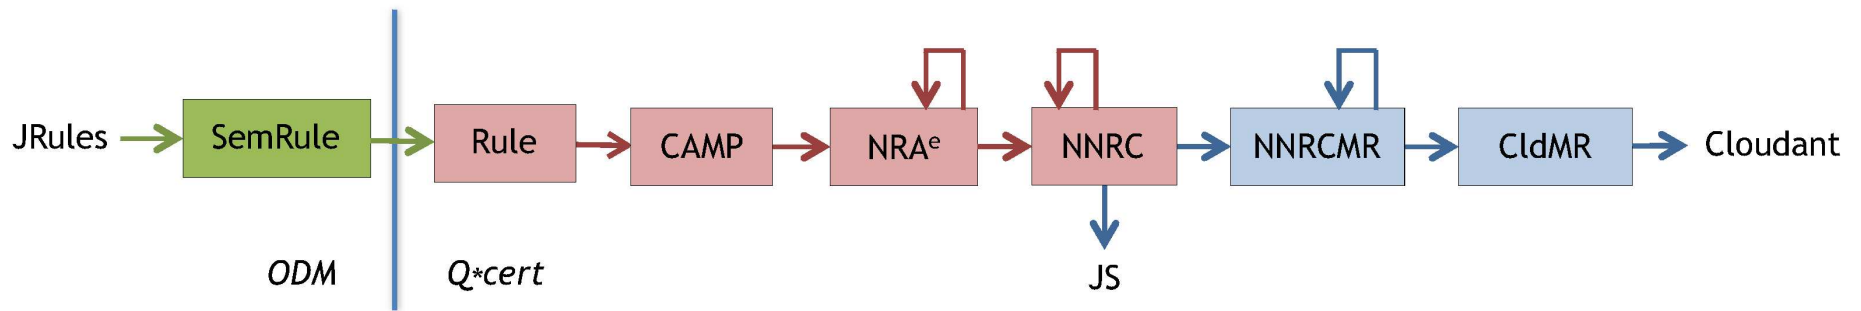 JRules
SemRule
Rule
CAMP
NRAᵉ
NNRC
NNRCMR
CldMR
Cloudant
ODM
Q*cert
JS